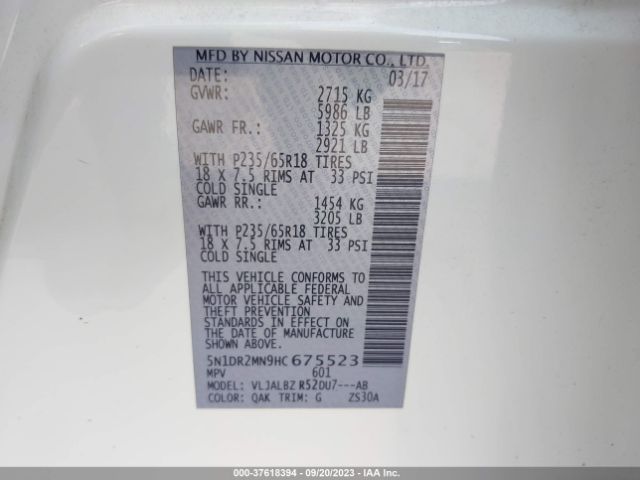 MFD BY NISSAN MOTOR CO., LTD.
DATE: 03/17
GVWR: 2715 KG
5986 LB
GAWR FR.: 1325 KG
2921 LB
WITH P235/65R18 TIRES
18 X 7.5 RIMS AT 33 PSI
COLD SINGLE
GAWR RR.: 1454 KG
3205 LB
WITH P235/65R18 TIRES
18 X 7.5 RIMS AT 33 PSI
COLD SINGLE
THIS VEHICLE CONFORMS TO
ALL APPLICABLE FEDERAL
MOTOR VEHICLE SAFETY AND
THEFT PREVENTION
STANDARDS IN EFFECT ON
THE DATE OF MANUFACTURE
SHOWN ABOVE.
5N1DR2MN9HC675523
MPV 601
MODEL: VLJALBZ R52DU7---AB
COLOR: QAK TRIM: G ZS30A
000-37618394 - 09/20/2023 - IAA Inc.